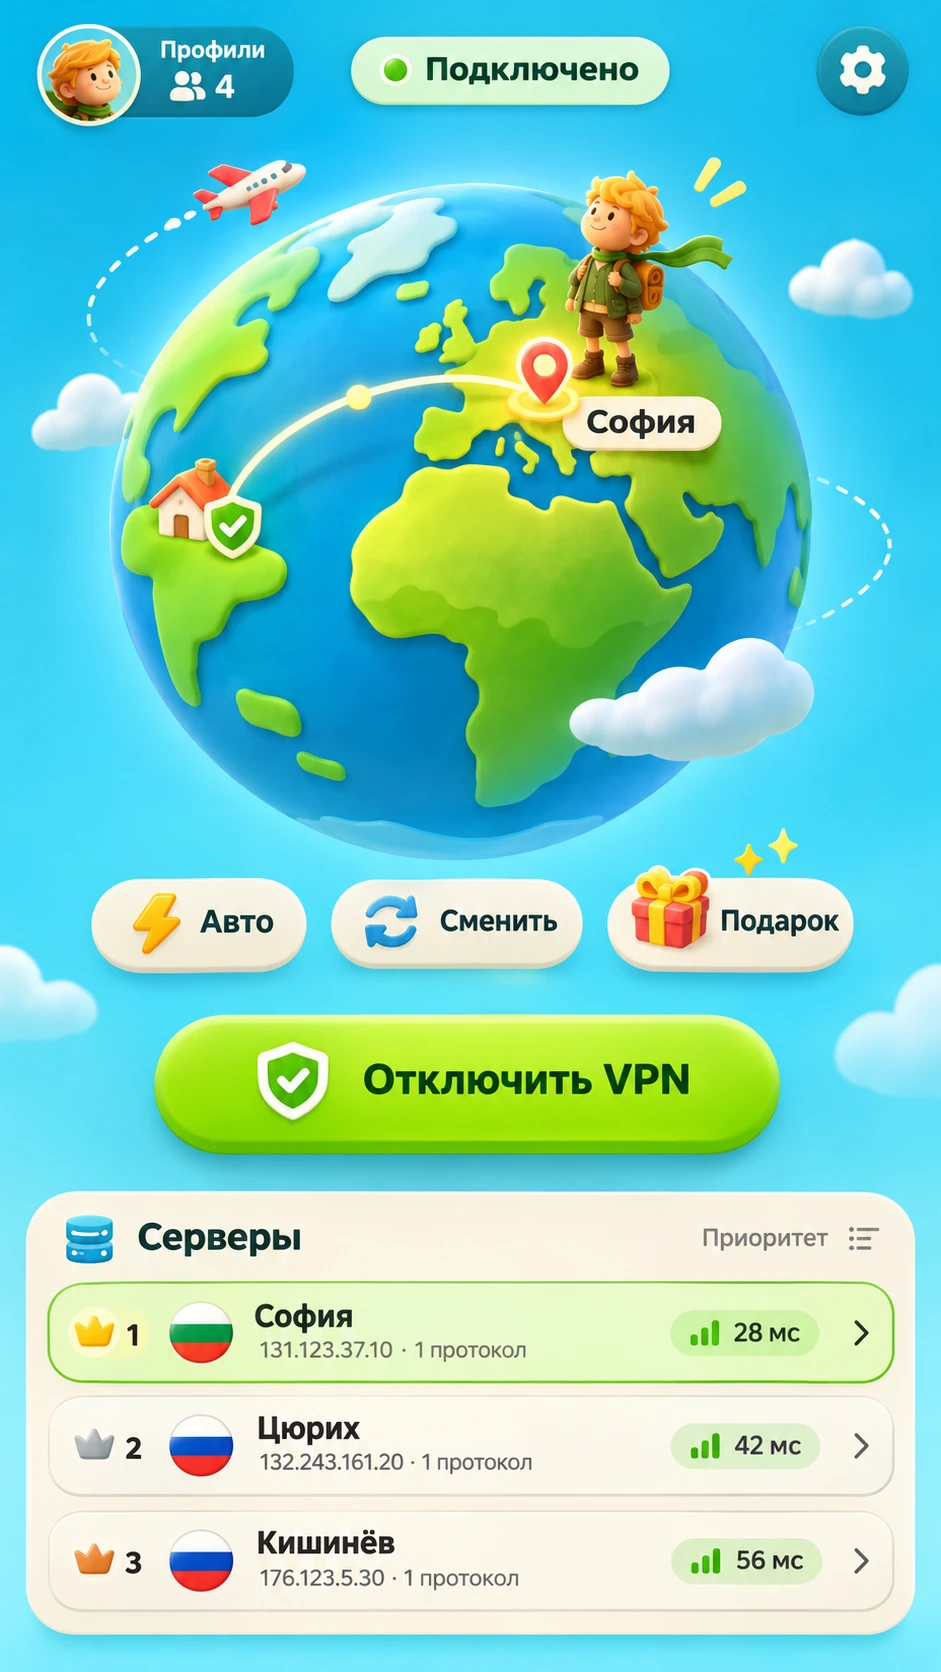 Профили
4
Подключено
София
Авто
Сменить
Подарок
Отключить VPN
Серверы
Приоритет
1
София
131.123.37.10 · 1 протокол
28 мс
2
Цюрих
132.243.161.20 · 1 протокол
42 мс
3
Кишинёв
176.123.5.30 · 1 протокол
56 мс